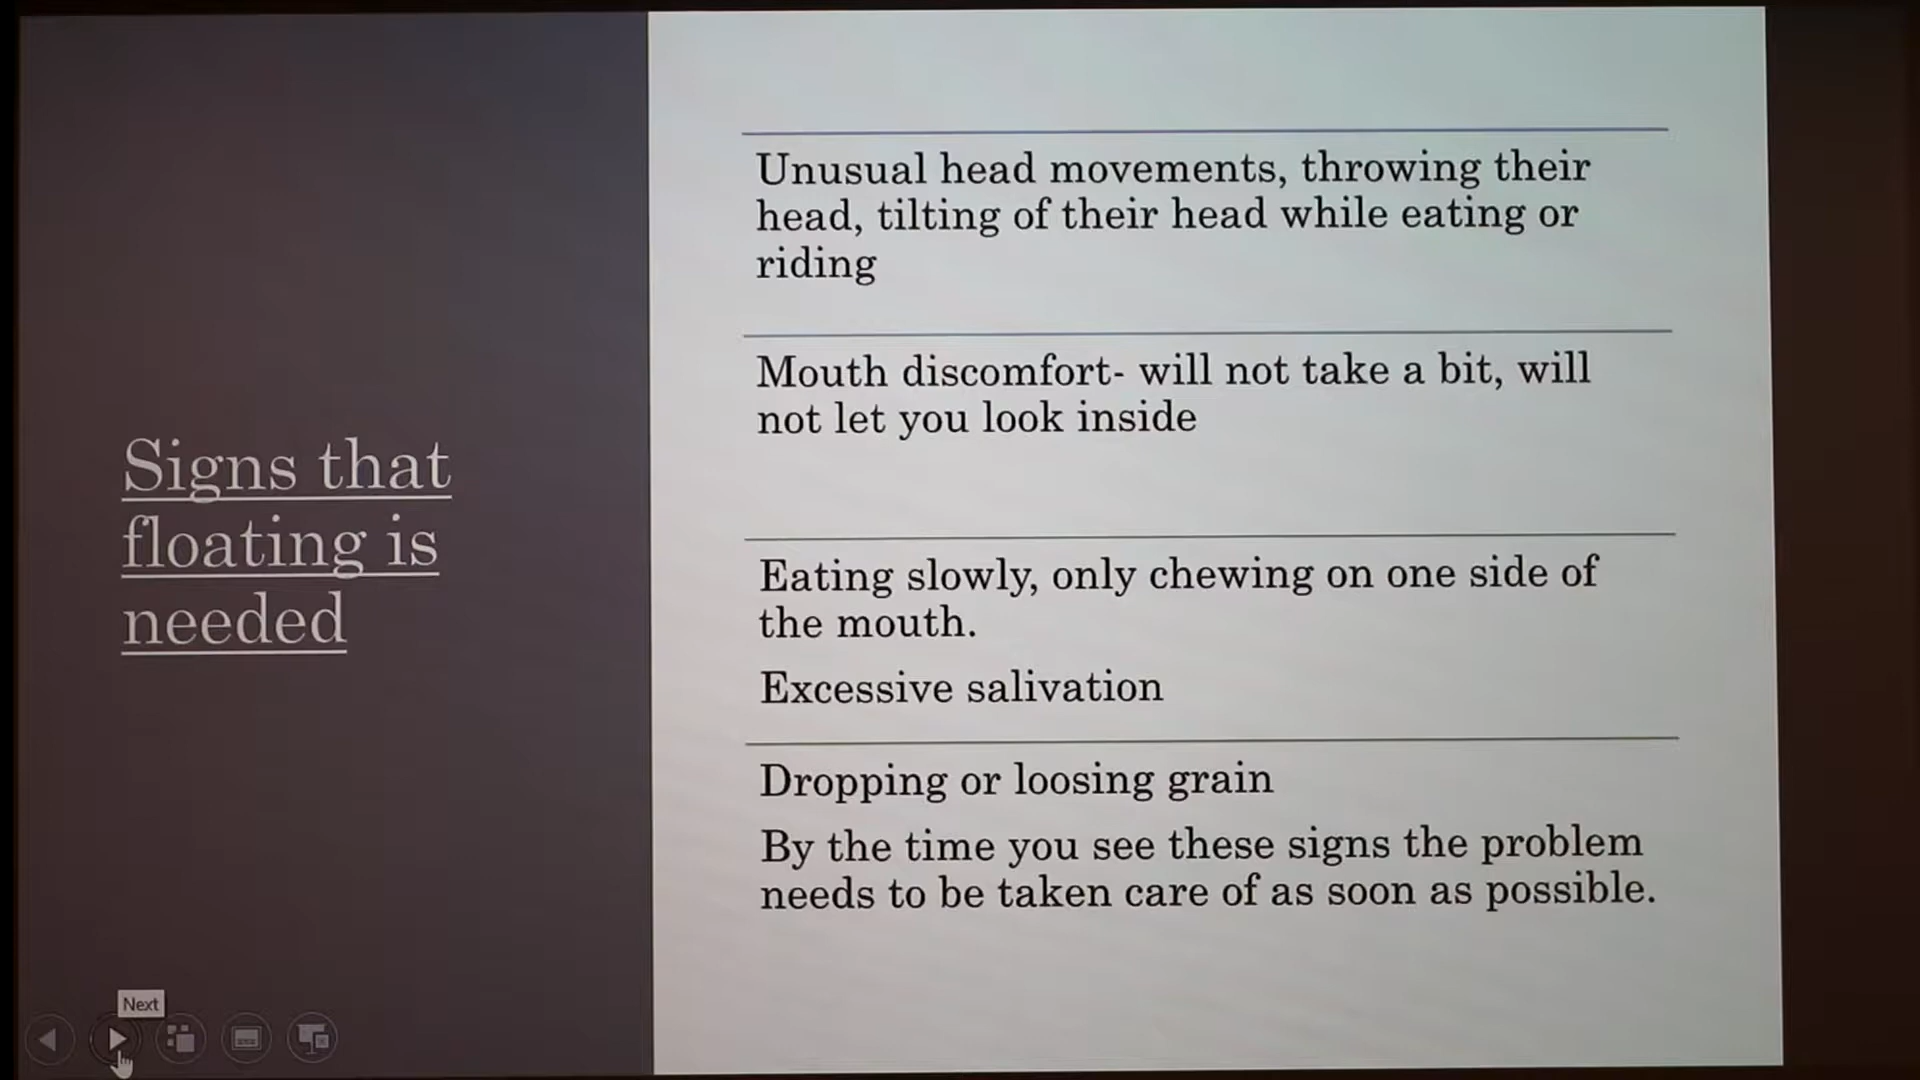 Signs that
floating is
needed
Unusual head movements, throwing their
head, tilting of their head while eating or
riding
Mouth discomfort- will not take a bit, will
not let you look inside
Eating slowly, only chewing on one side of
the mouth.
Excessive salivation
Dropping or loosing grain
By the time you see these signs the problem
needs to be taken care of as soon as possible.
Next